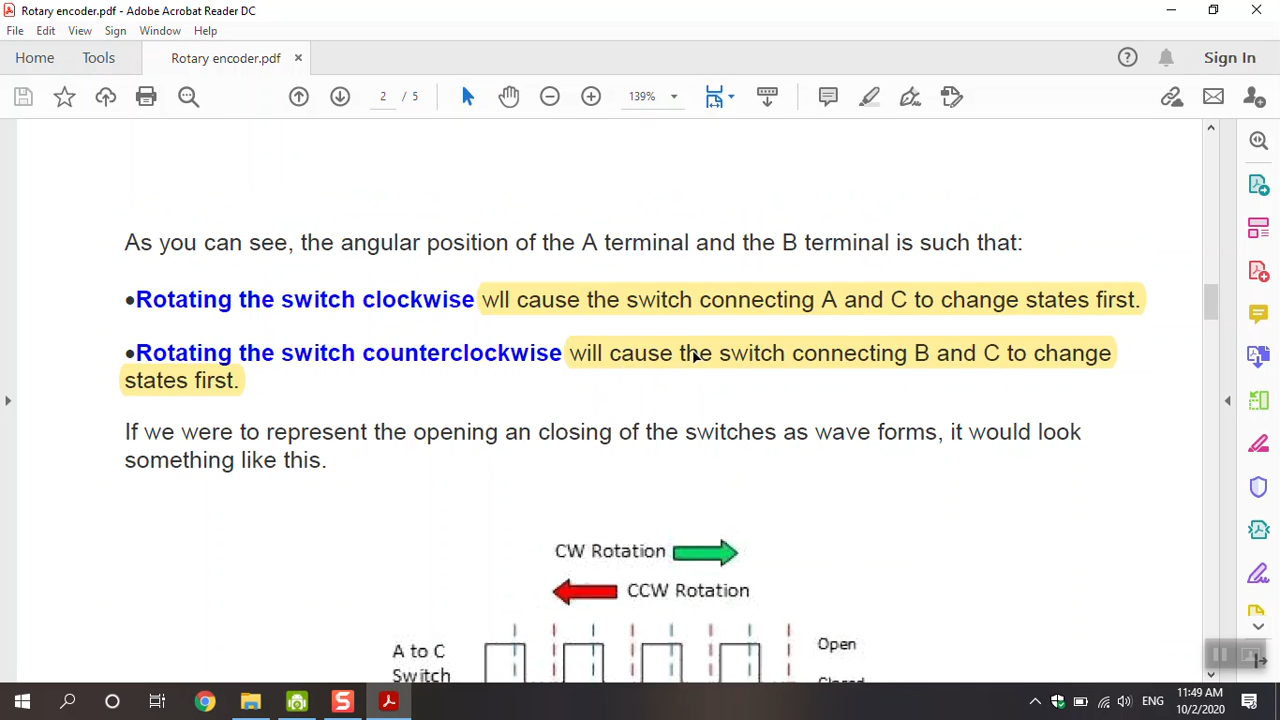 Rotary encoder.pdf - Adobe Acrobat Reader DC
File Edit View Sign Window Help
Home Tools Rotary encoder.pdf × Sign In
2 / 5 139%
As you can see, the angular position of the A terminal and the B terminal is such that:
•Rotating the switch clockwise wll cause the switch connecting A and C to change states first.
•Rotating the switch counterclockwise will cause the switch connecting B and C to change
states first.
If we were to represent the opening an closing of the switches as wave forms, it would look
something like this.
CW Rotation
CCW Rotation
A to C
Switch
Open
Closed
ENG
11:49 AM
10/2/2020